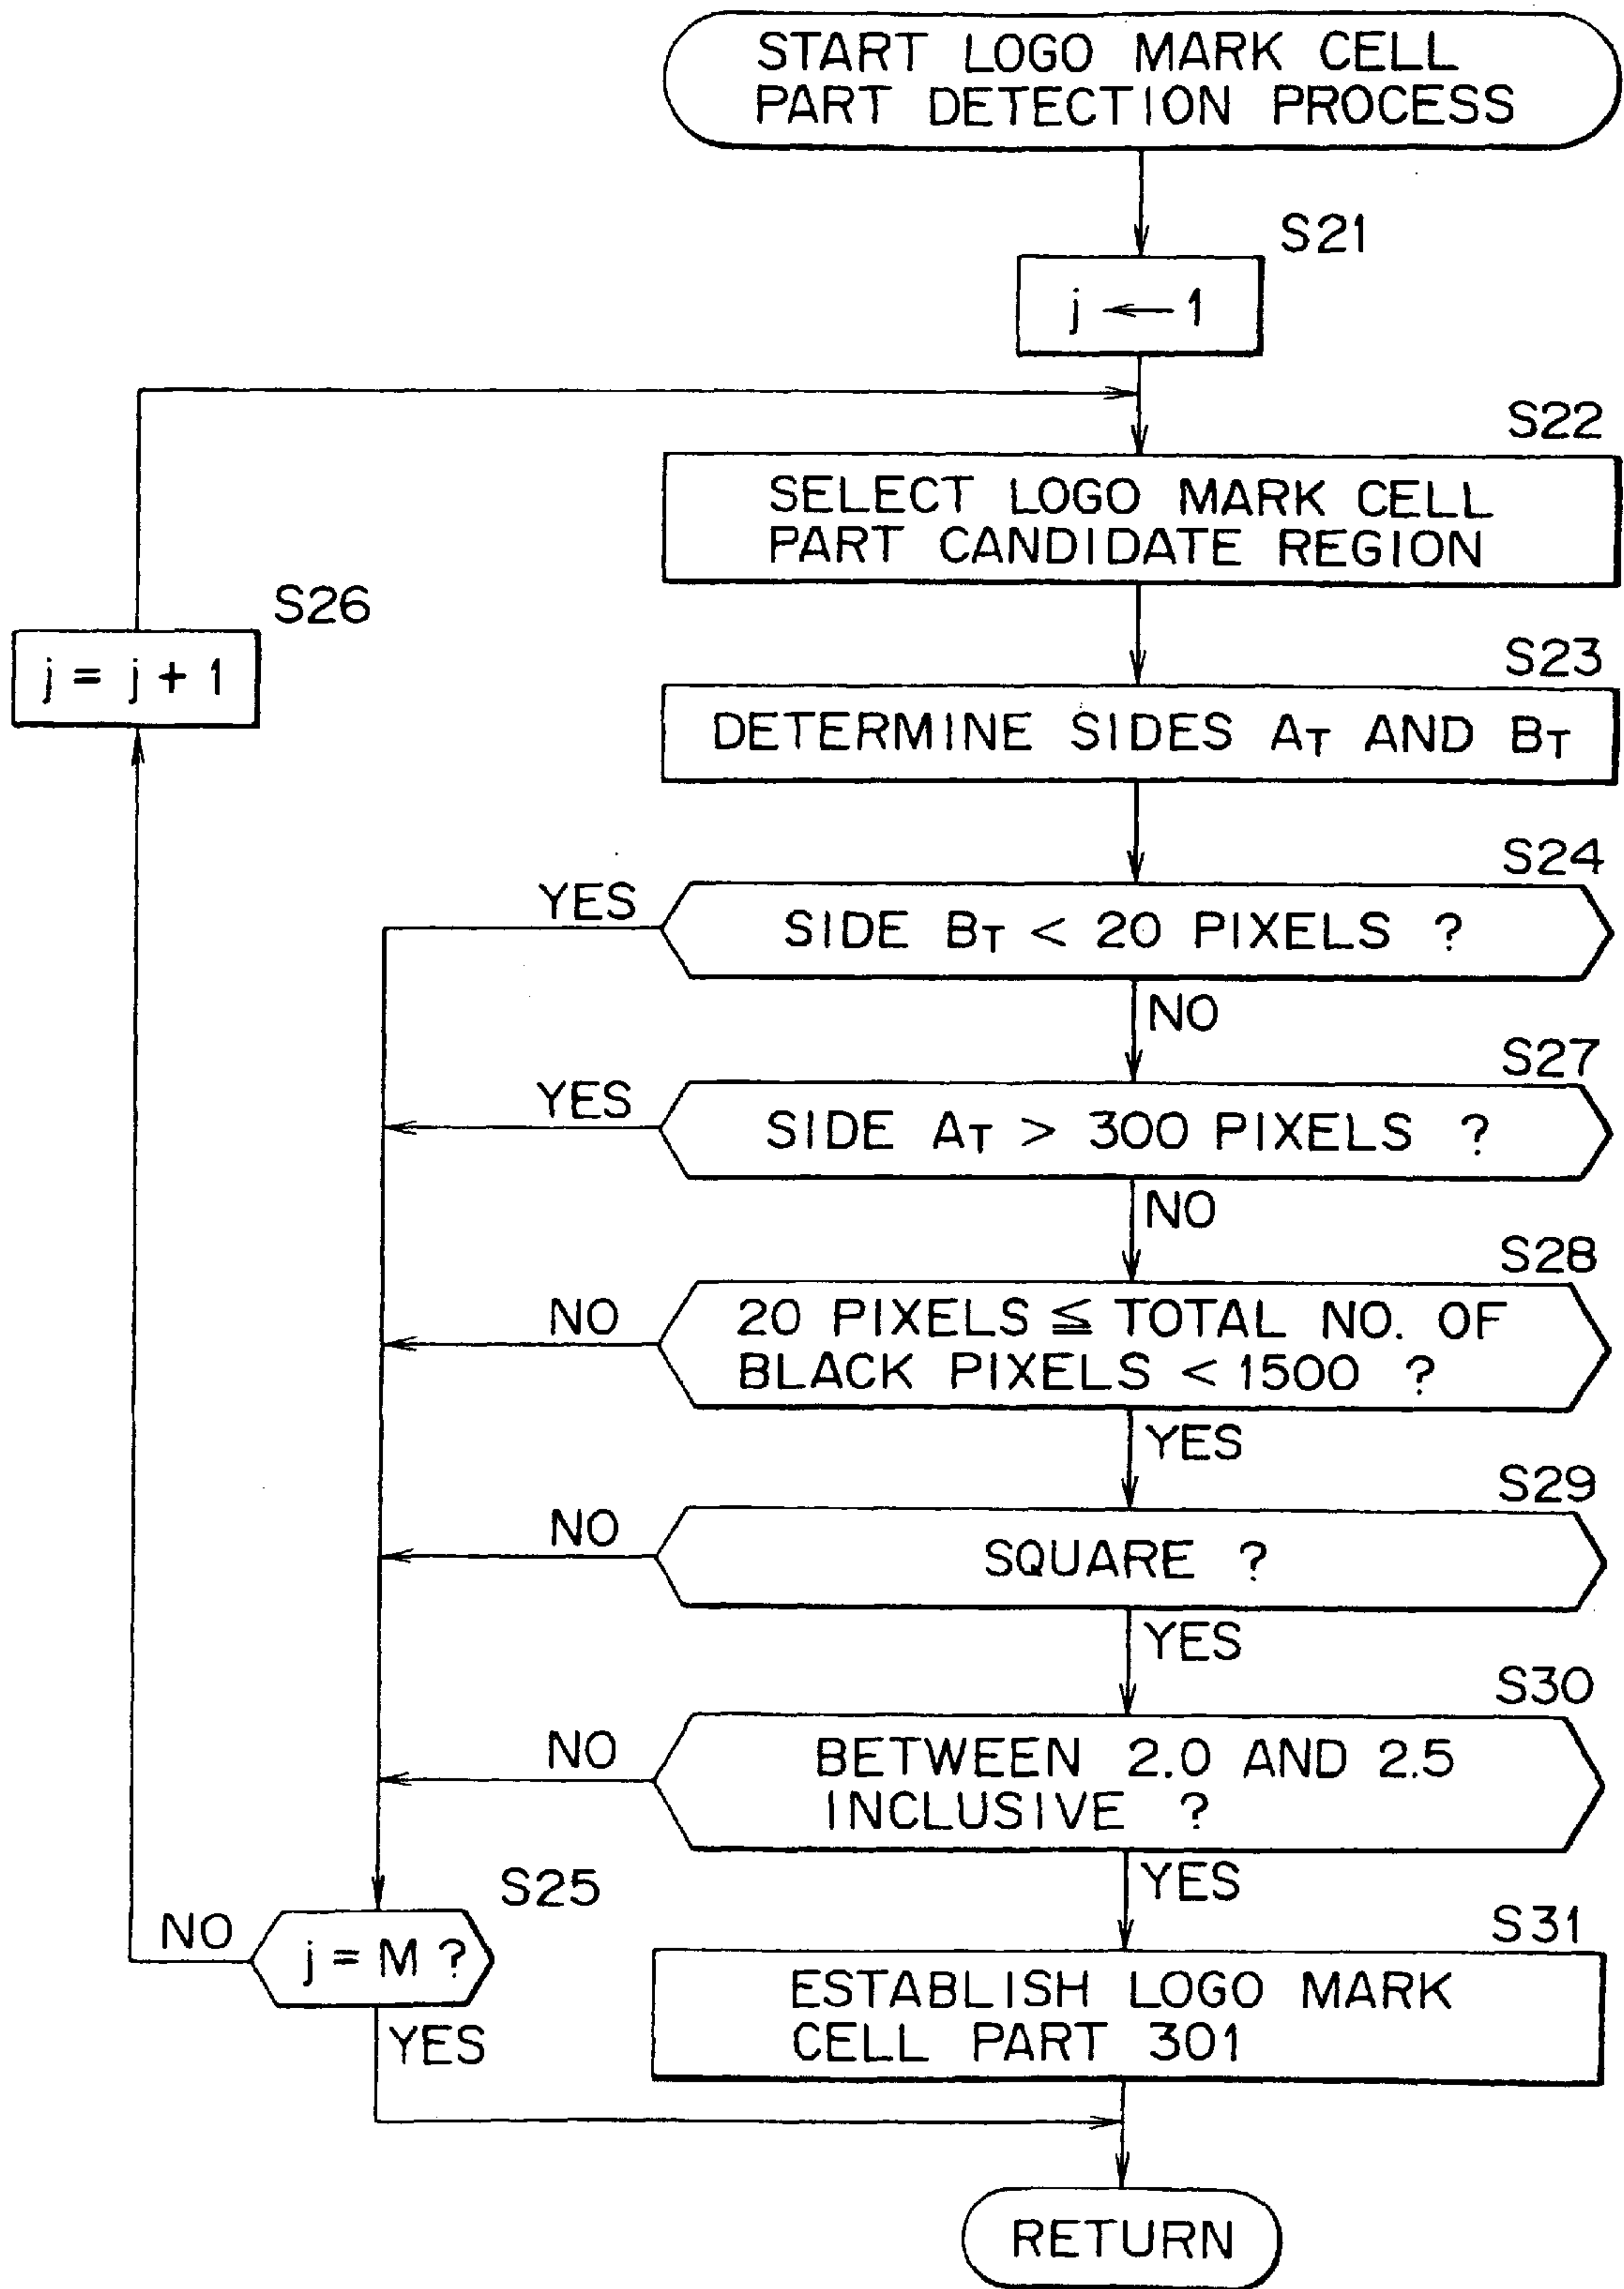 START LOGO MARK CELL
PART DETECTION PROCESS
S21
j ← 1
S22
SELECT LOGO MARK CELL
PART CANDIDATE REGION
S26
j = j + 1
S23
DETERMINE SIDES AT AND BT
S24
YES
SIDE BT < 20 PIXELS ?
NO
S27
YES
SIDE AT > 300 PIXELS ?
NO
S28
NO
20 PIXELS ≦ TOTAL NO. OF
BLACK PIXELS < 1500 ?
YES
S29
NO
SQUARE ?
YES
S30
NO
BETWEEN 2.0 AND 2.5
INCLUSIVE ?
YES
S25
NO
j = M ?
YES
S31
ESTABLISH LOGO MARK
CELL PART 301
RETURN